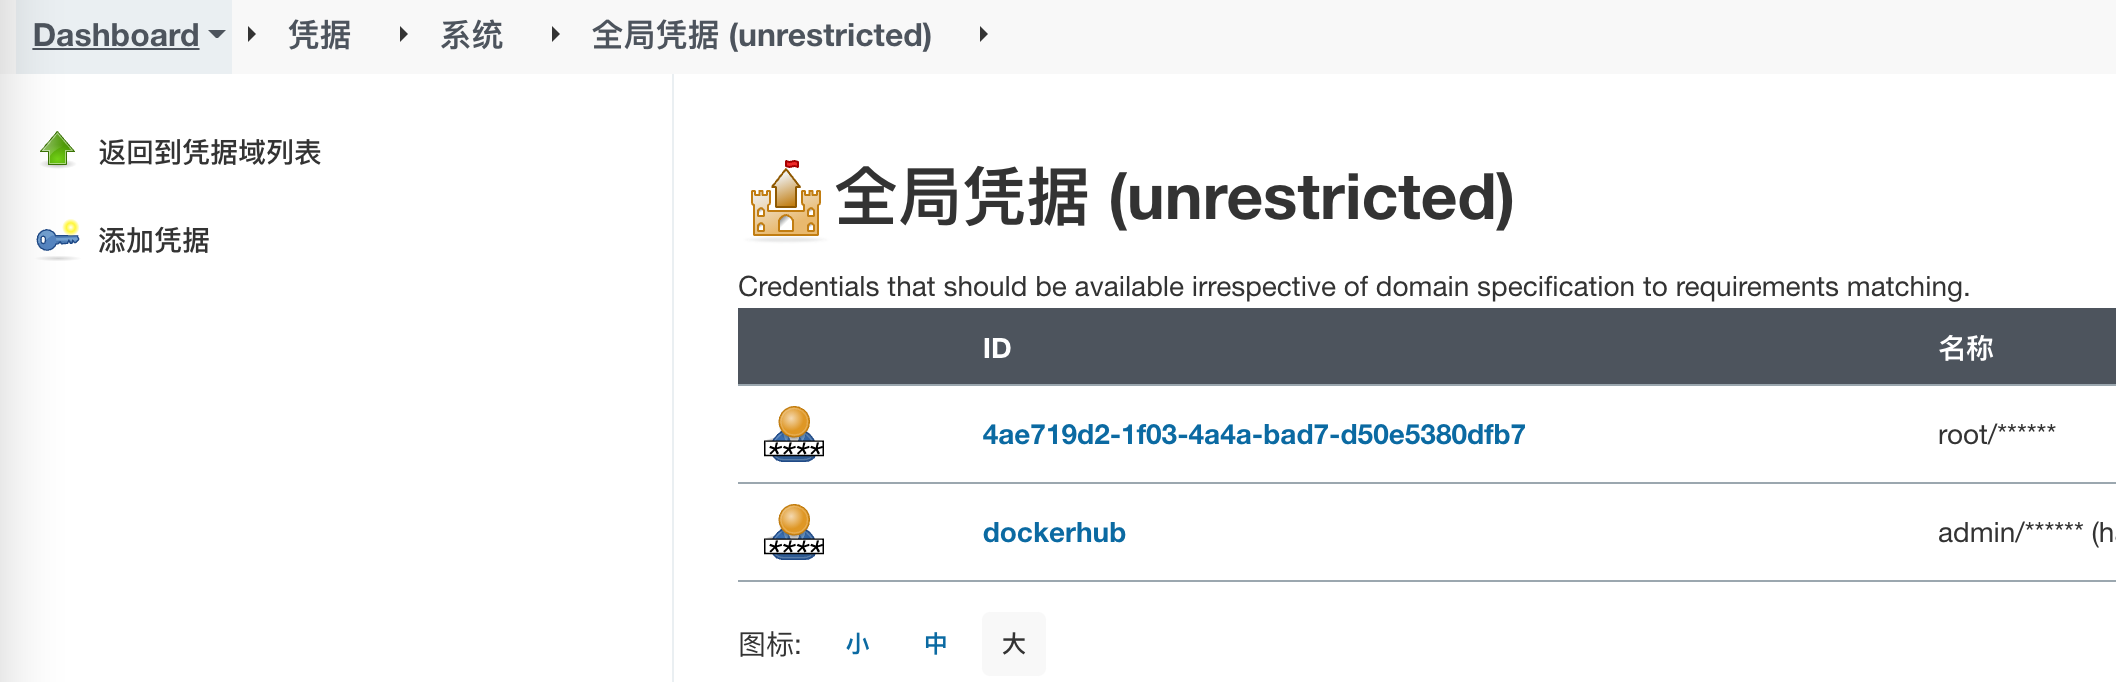 Dashboard 凭据 系统 全局凭据 (unrestricted)
返回到凭据域列表
添加凭据
全局凭据 (unrestricted)
Credentials that should be available irrespective of domain specification to requirements matching.
ID 名称
4ae719d2-1f03-4a4a-bad7-d50e5380dfb7 root/******
dockerhub admin/****** (h
图标: 小 中 大